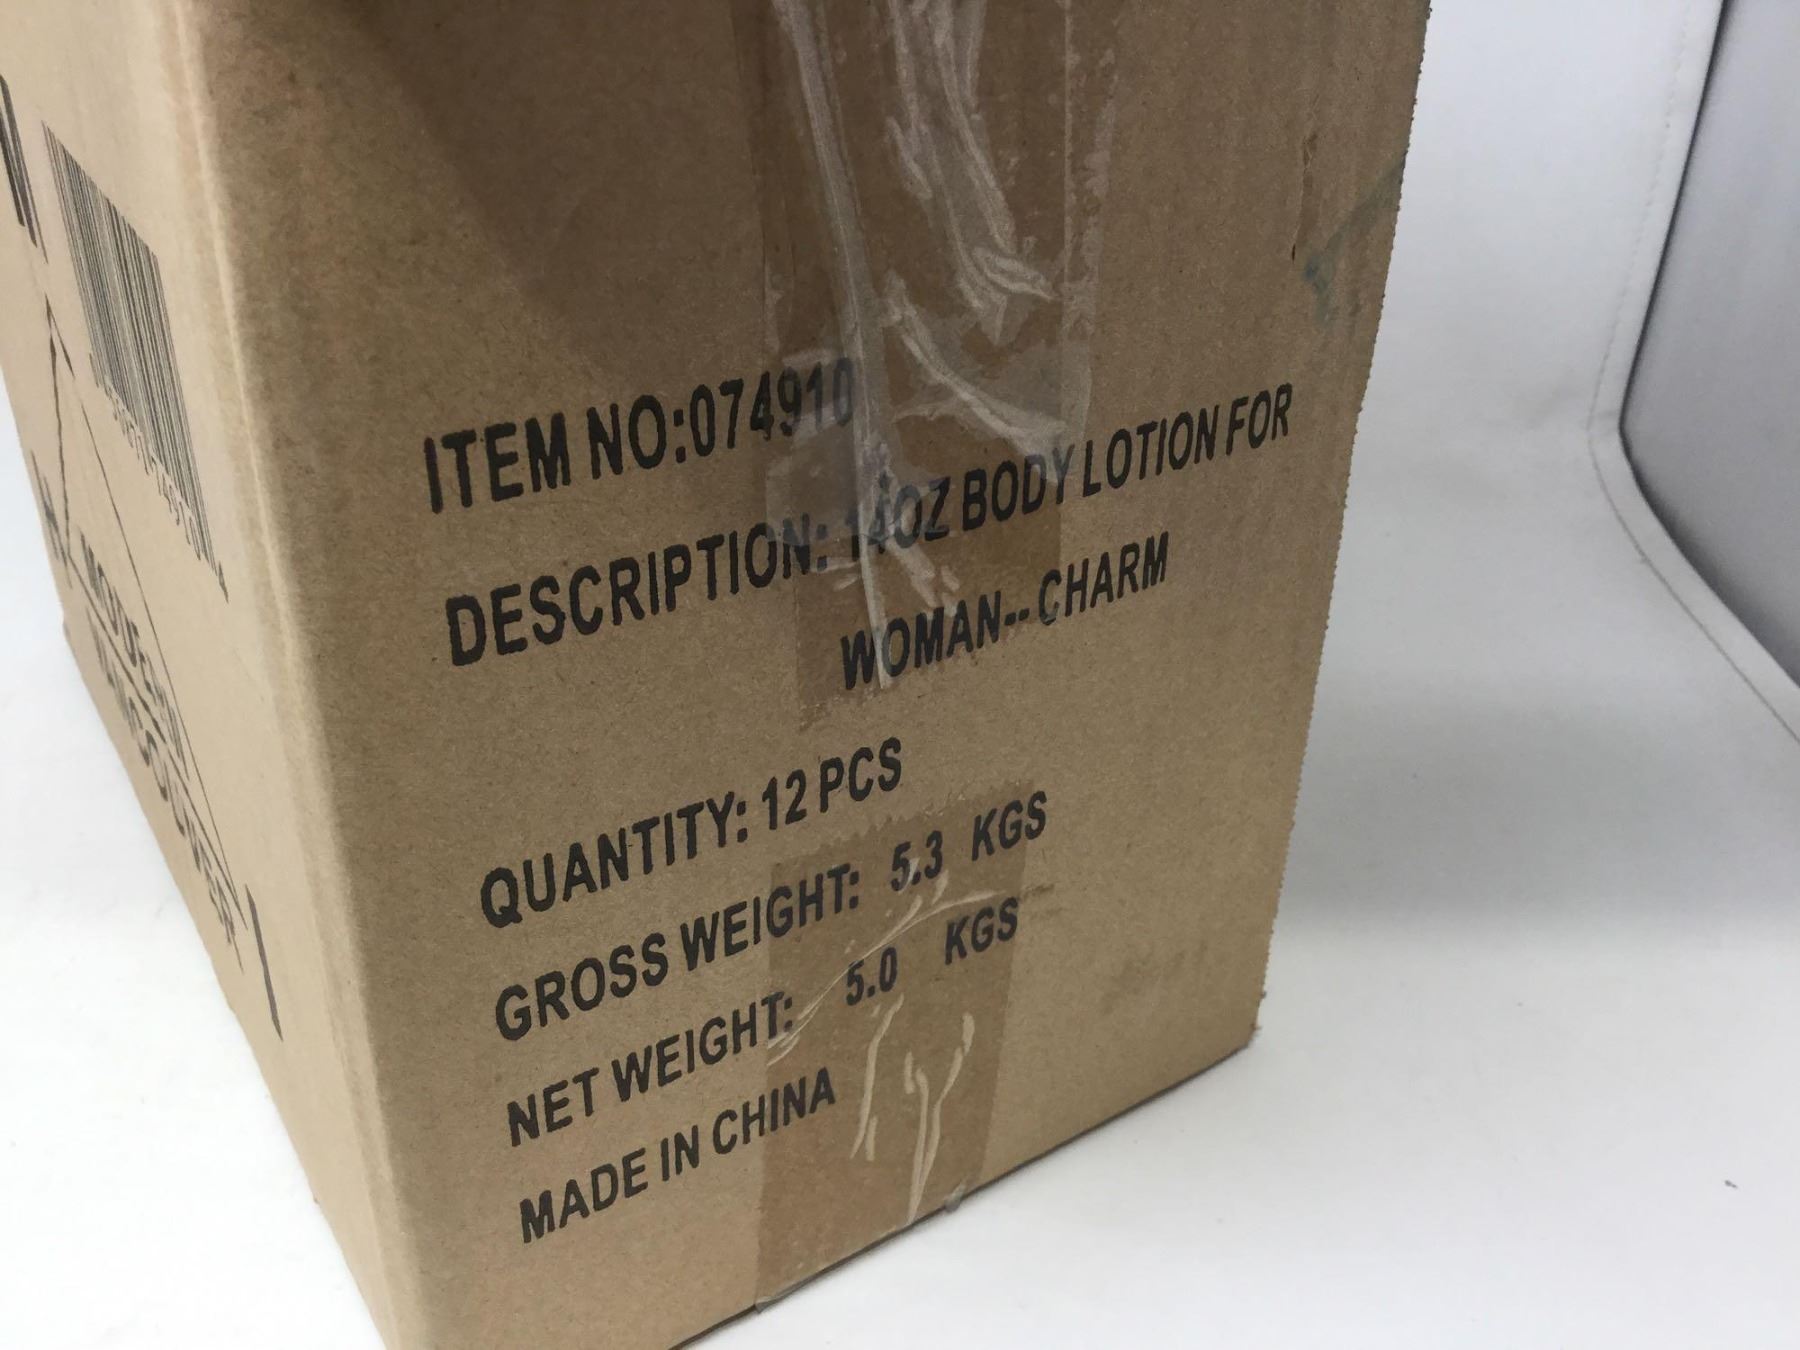 ITEM NO:074910
DESCRIPTION: 14OZ BODY LOTION FOR
WOMAN--CHARM
QUANTITY: 12 PCS
GROSS WEIGHT: 5.3 KGS
NET WEIGHT: 5.0 KGS
MADE IN CHINA